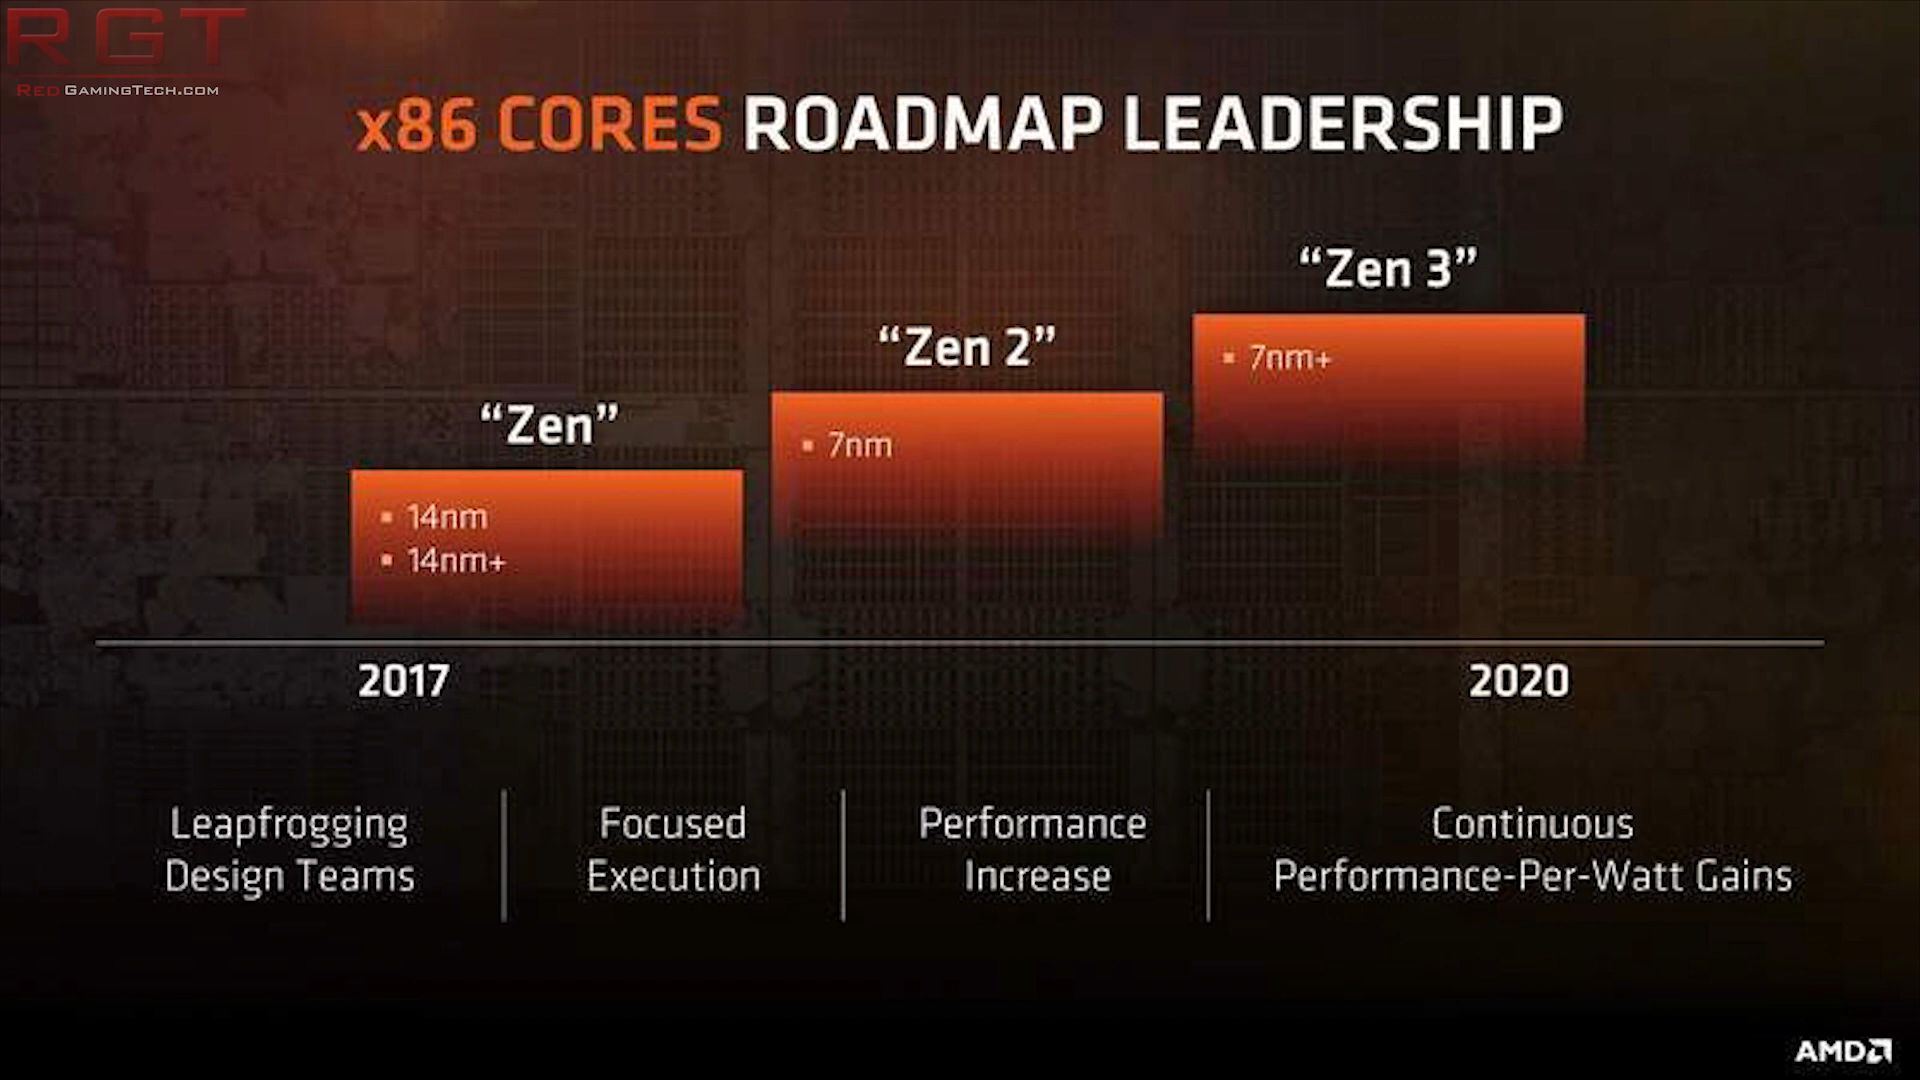 RGT
RedGamingTech.com
x86 CORES ROADMAP LEADERSHIP
“Zen”
14nm
14nm+
“Zen 2”
7nm
“Zen 3”
7nm+
2017
2020
Leapfrogging
Design Teams
Focused
Execution
Performance
Increase
Continuous
Performance-Per-Watt Gains
AMD